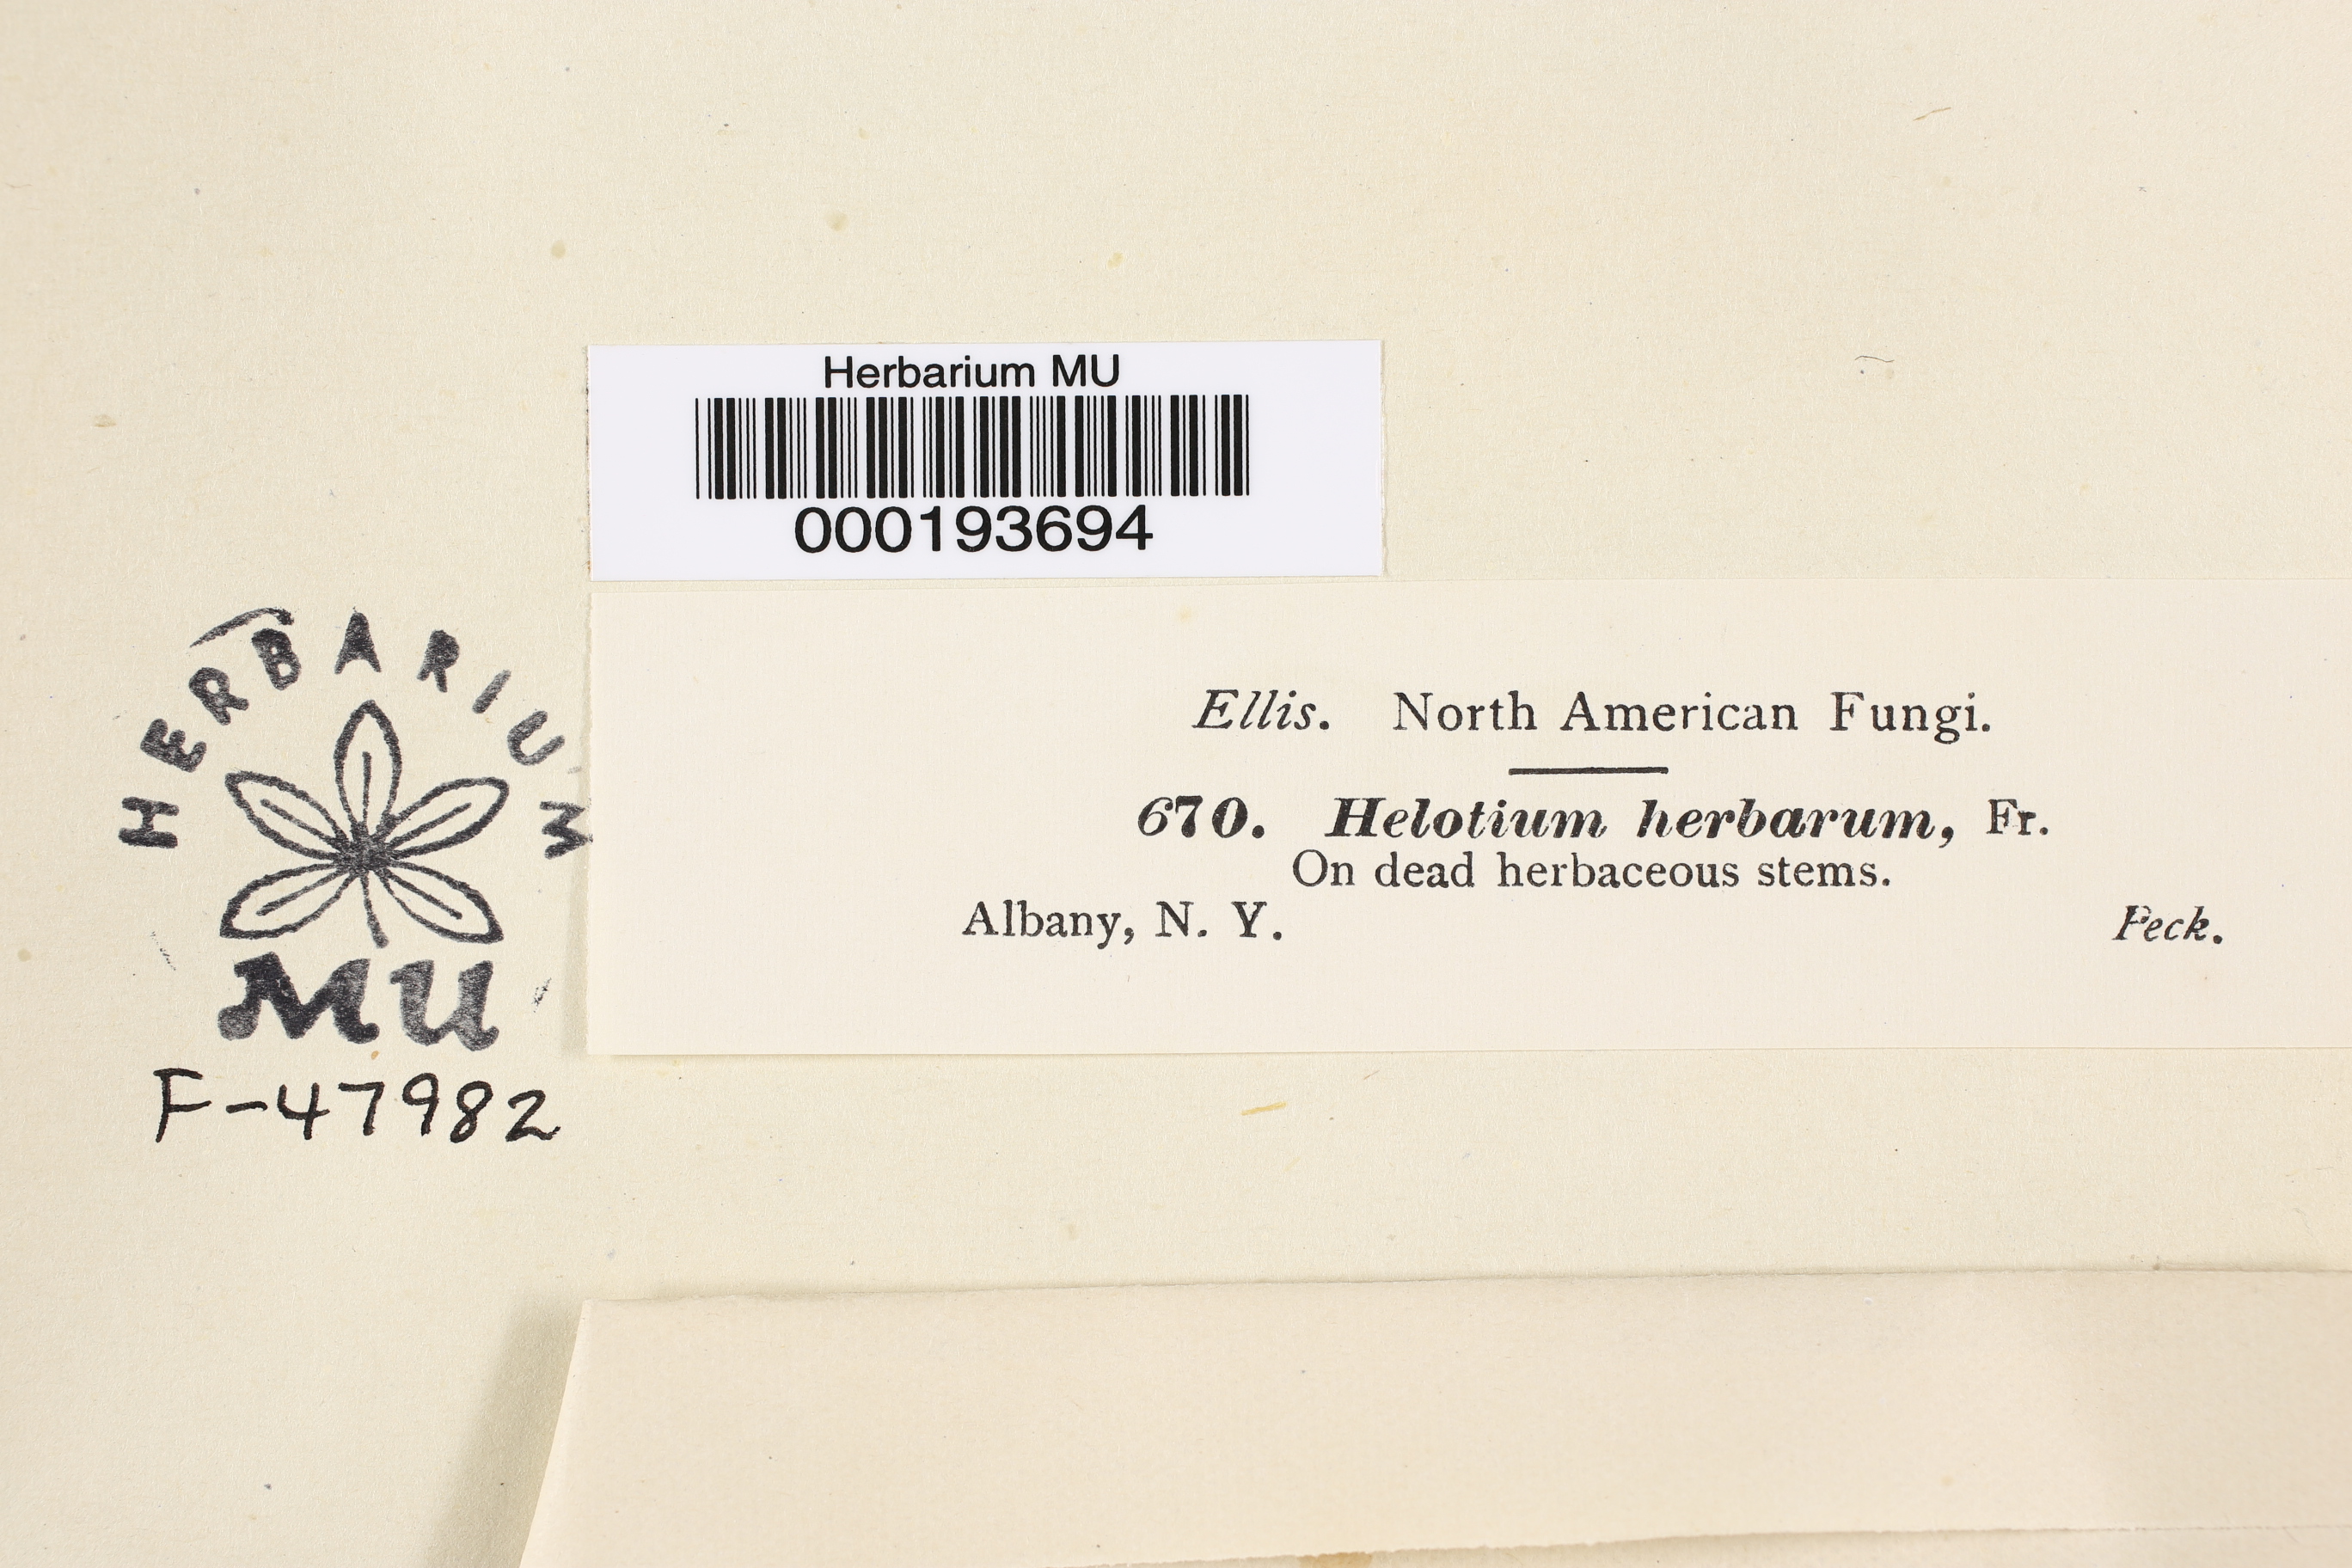 Herbarium MU
000193694
HERBARIUM
MU
F-47982
Ellis. North American Fungi.
670. Helotium herbarum, Fr.
On dead herbaceous stems.
Albany, N. Y. Peck.